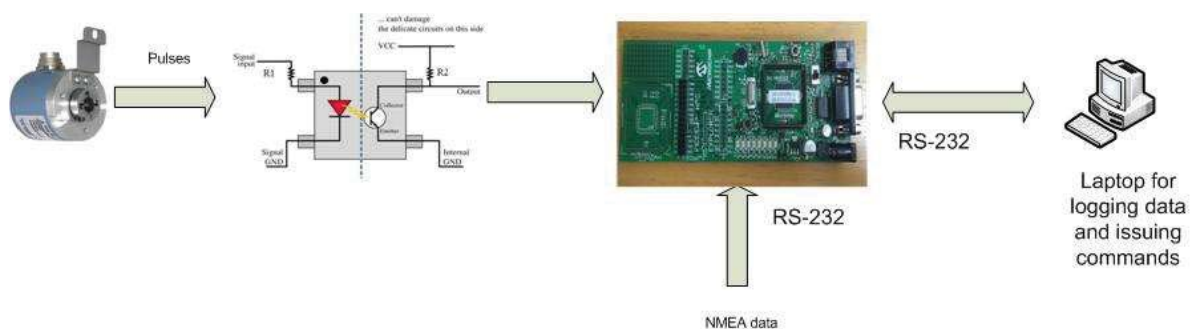 ... can't damage
the delicate circuits on this side
VCC
Signal
input
R1
R2
Pulses
Output
Collector
Emitter
Signal
GND
Internal
GND
RS-232
RS-232
Laptop for
logging data
and issuing
commands
NMEA data